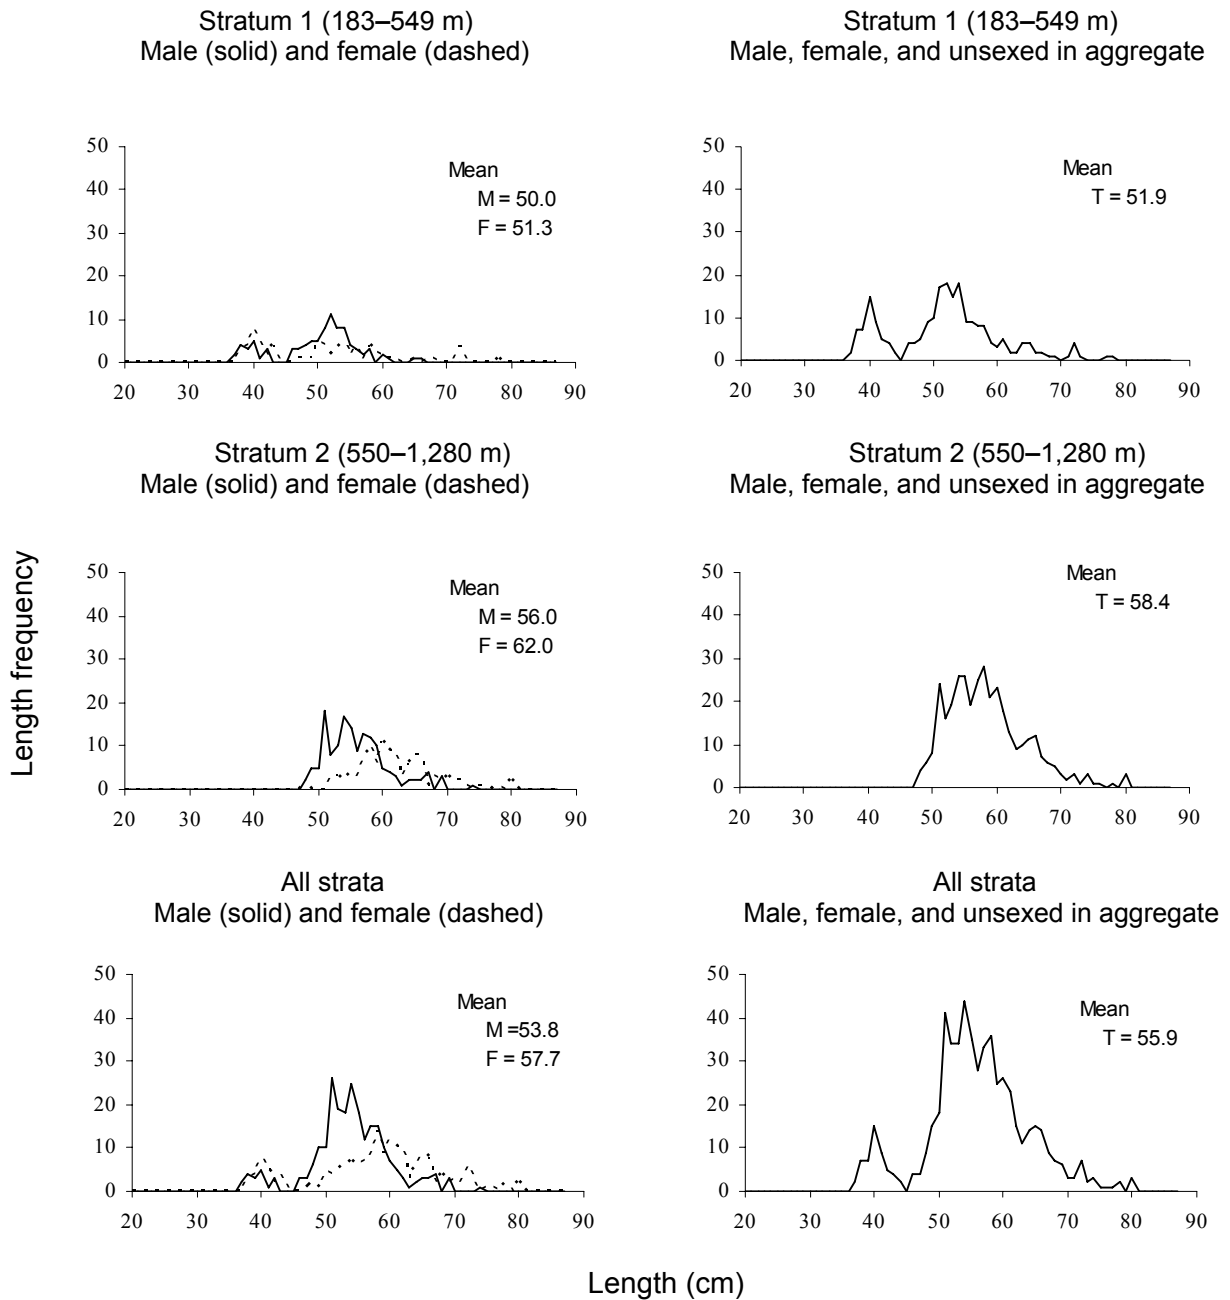 Stratum 1 (183–549 m)
Male (solid) and female (dashed)
50
40
30
20
10
0
Mean
M = 50.0
F = 51.3
20 30 40 50 60 70 80 90
Stratum 1 (183–549 m)
Male, female, and unsexed in aggregate
50
40
30
20
10
0
Mean
T = 51.9
20 30 40 50 60 70 80 90
Stratum 2 (550–1,280 m)
Male (solid) and female (dashed)
50
40
30
20
10
0
Mean
M = 56.0
F = 62.0
20 30 40 50 60 70 80 90
Stratum 2 (550–1,280 m)
Male, female, and unsexed in aggregate
50
40
30
20
10
0
Mean
T = 58.4
20 30 40 50 60 70 80 90
All strata
Male (solid) and female (dashed)
50
40
30
20
10
0
Mean
M =53.8
F = 57.7
20 30 40 50 60 70 80 90
All strata
Male, female, and unsexed in aggregate
50
40
30
20
10
0
Mean
T = 55.9
20 30 40 50 60 70 80 90
Length frequency
Length (cm)